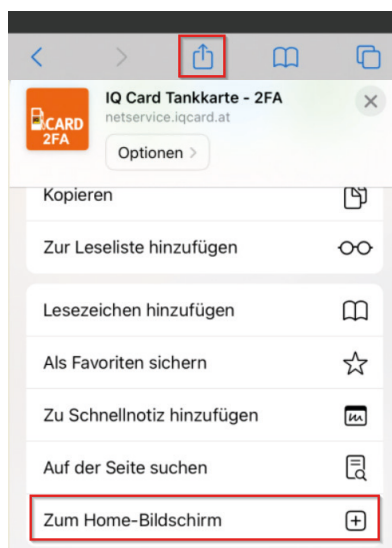 IQ Card Tankkarte - 2FA
netservice.iqcard.at
CARD
2FA
Optionen >
Kopieren
Zur Leseliste hinzufügen
Lesezeichen hinzufügen
Als Favoriten sichern
Zu Schnellnotiz hinzufügen
Auf der Seite suchen
Zum Home-Bildschirm